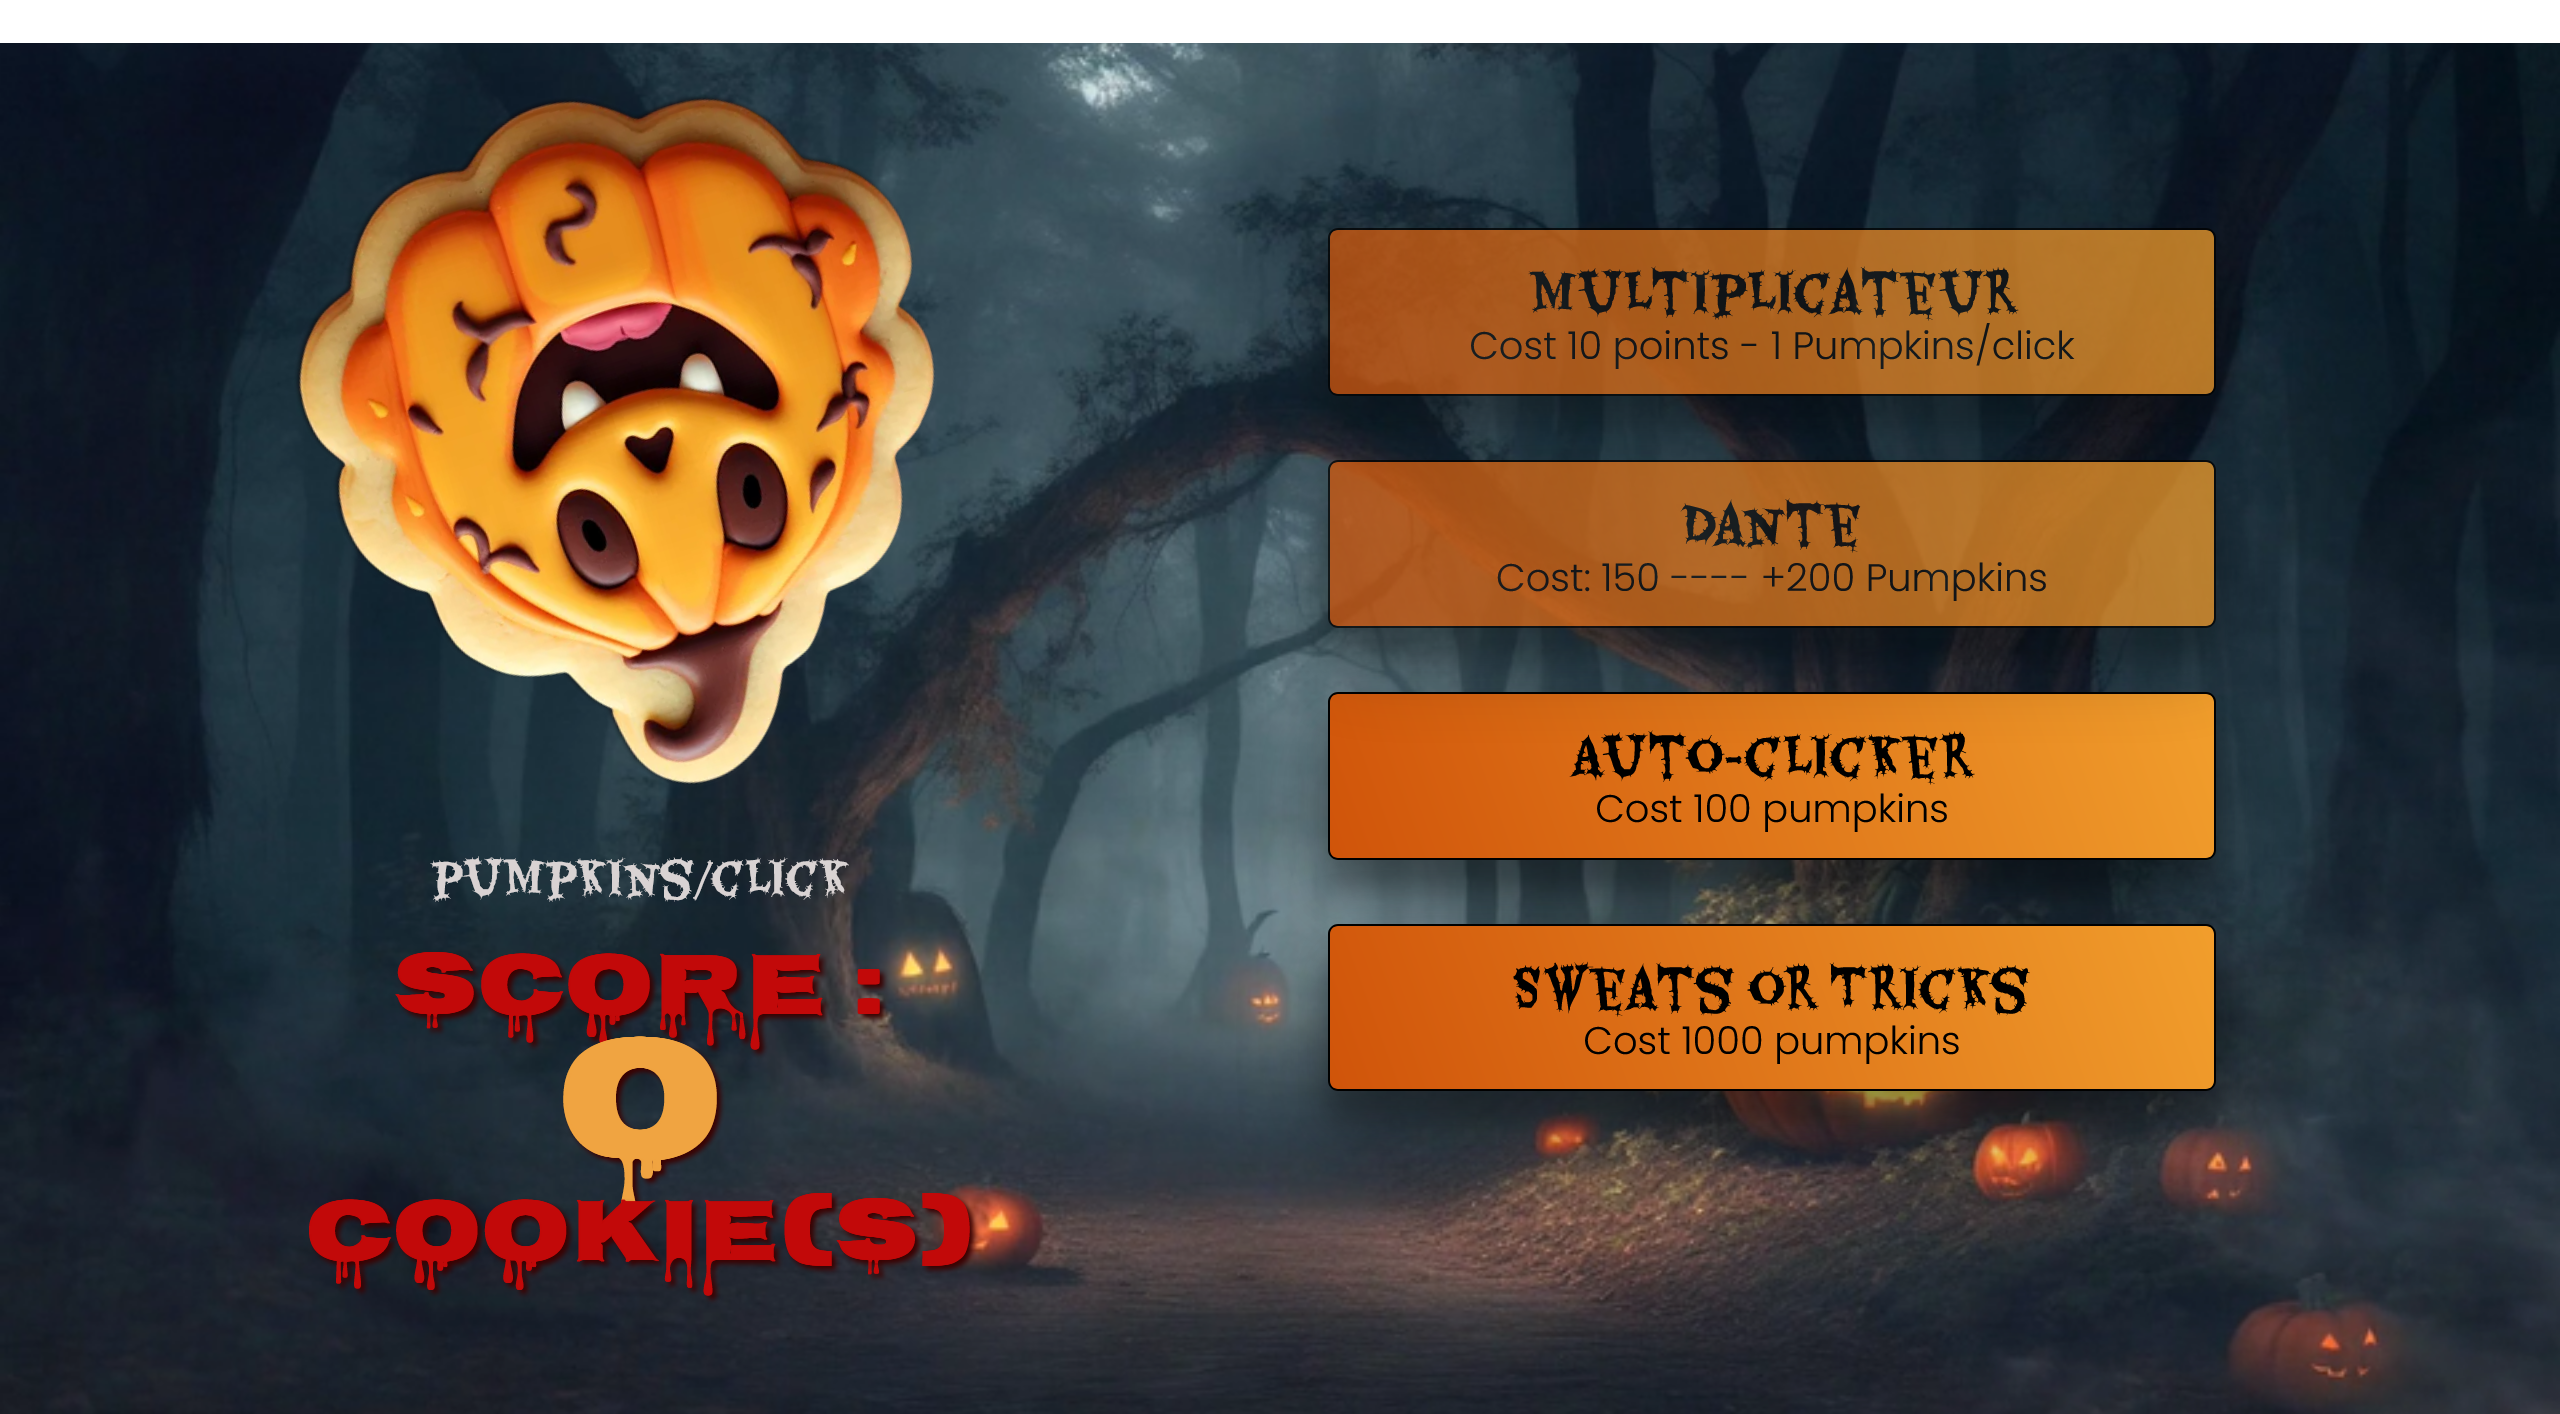 PUMPKINS/CLICK
SCORE :
0
COOKIE(S)
MULTIPLICATEUR
Cost 10 points - 1 Pumpkins/click
DANTE
Cost: 150 ---- +200 Pumpkins
AUTO-CLICKER
Cost 100 pumpkins
SWEATS OR TRICKS
Cost 1000 pumpkins